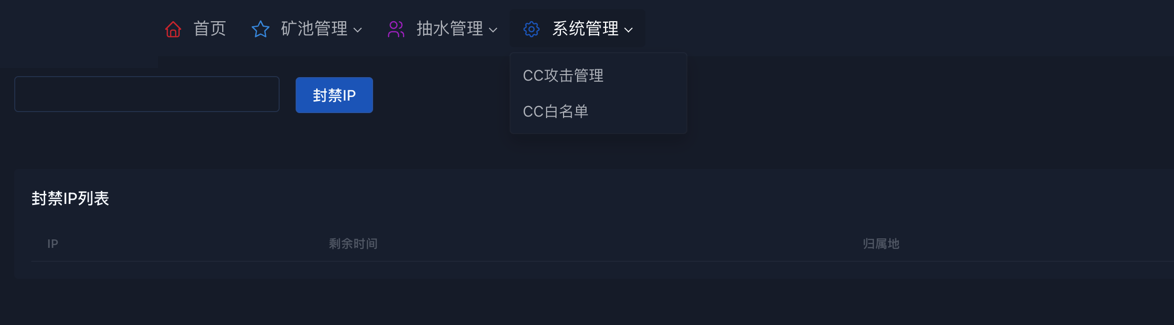 首页 矿池管理 抽水管理 系统管理
CC攻击管理
CC白名单
封禁IP
封禁IP列表
IP 剩余时间 归属地